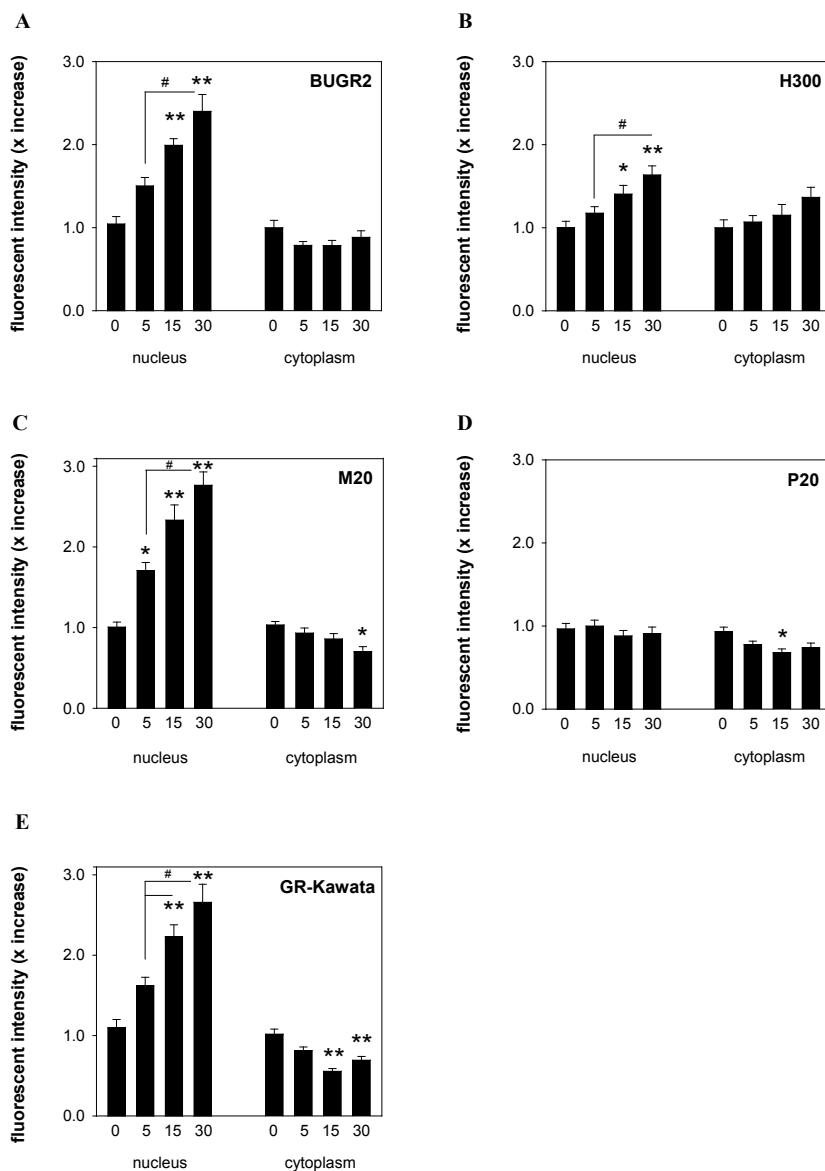 A
fluorescent intensity (x increase)
3.0
2.0
1.0
0.0
BUGR2
#
**
**
0 5 15 30 0 5 15 30
nucleus cytoplasm
B
fluorescent intensity (x increase)
3.0
2.0
1.0
0.0
H300
#
**
*
0 5 15 30 0 5 15 30
nucleus cytoplasm
C
fluorescent intensity (x increase)
3.0
2.0
1.0
0.0
M20
#
**
**
*
*
0 5 15 30 0 5 15 30
nucleus cytoplasm
D
fluorescent intensity (x increase)
3.0
2.0
1.0
0.0
P20
*
0 5 15 30 0 5 15 30
nucleus cytoplasm
E
fluorescent intensity (x increase)
3.0
2.0
1.0
0.0
GR-Kawata
#
**
**
**
**
0 5 15 30 0 5 15 30
nucleus cytoplasm